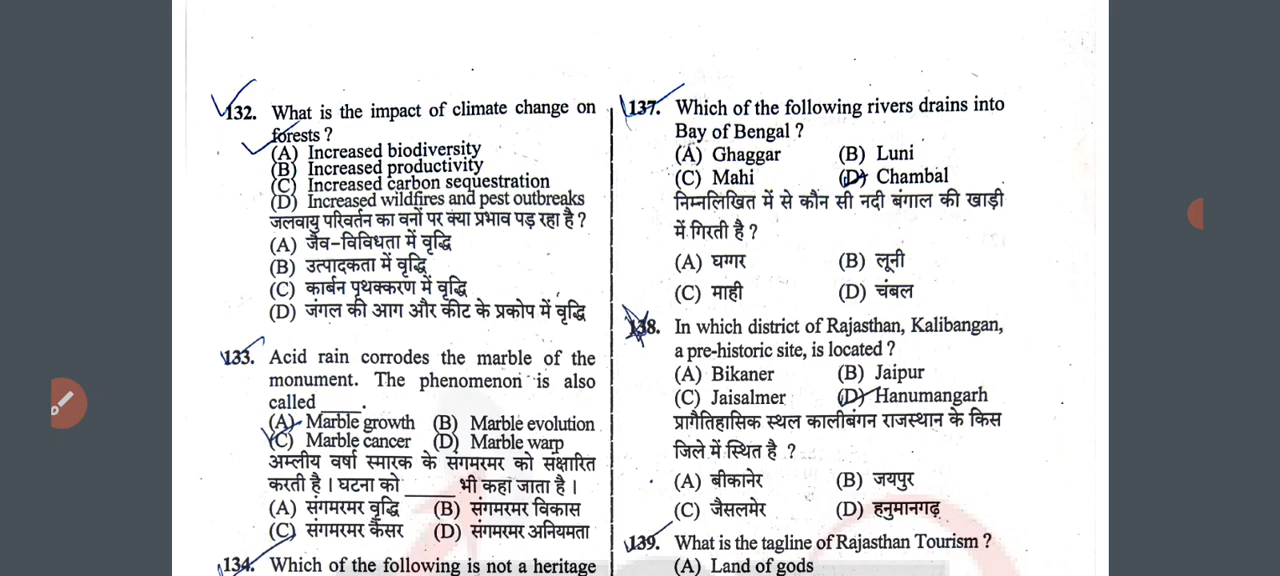 132. What is the impact of climate change on
forests ?
(A) Increased biodiversity
(B) Increased productivity
(C) Increased carbon sequestration
(D) Increased wildfires and pest outbreaks
जलवायु परिवर्तन का वनों पर क्या प्रभाव पड़ रहा है ?
(A) जैव-विविधता में वृद्धि
(B) उत्पादकता में वृद्धि
(C) कार्बन पृथक्करण में वृद्धि
(D) जंगल की आग और कीट के प्रकोप में वृद्धि
133. Acid rain corrodes the marble of the
monument. The phenomenon is also
called ____.
(A) Marble growth (B) Marble evolution
(C) Marble cancer (D) Marble warp
अम्लीय वर्षा स्मारक के संगमरमर को संक्षारित
करती है । घटना को ____ भी कहा जाता है ।
(A) संगमरमर वृद्धि (B) संगमरमर विकास
(C) संगमरमर कैंसर (D) संगमरमर अनियमता
134. Which of the following is not a heritage
137. Which of the following rivers drains into
Bay of Bengal ?
(A) Ghaggar (B) Luni
(C) Mahi (D) Chambal
निम्नलिखित में से कौन सी नदी बंगाल की खाड़ी
में गिरती है ?
(A) घग्गर (B) लूनी
(C) माही (D) चंबल
138. In which district of Rajasthan, Kalibangan,
a pre-historic site, is located ?
(A) Bikaner (B) Jaipur
(C) Jaisalmer (D) Hanumangarh
प्रागैतिहासिक स्थल कालीबंगन राजस्थान के किस
जिले में स्थित है ?
(A) बीकानेर (B) जयपुर
(C) जैसलमेर (D) हनुमानगढ़
139. What is the tagline of Rajasthan Tourism ?
(A) Land of gods